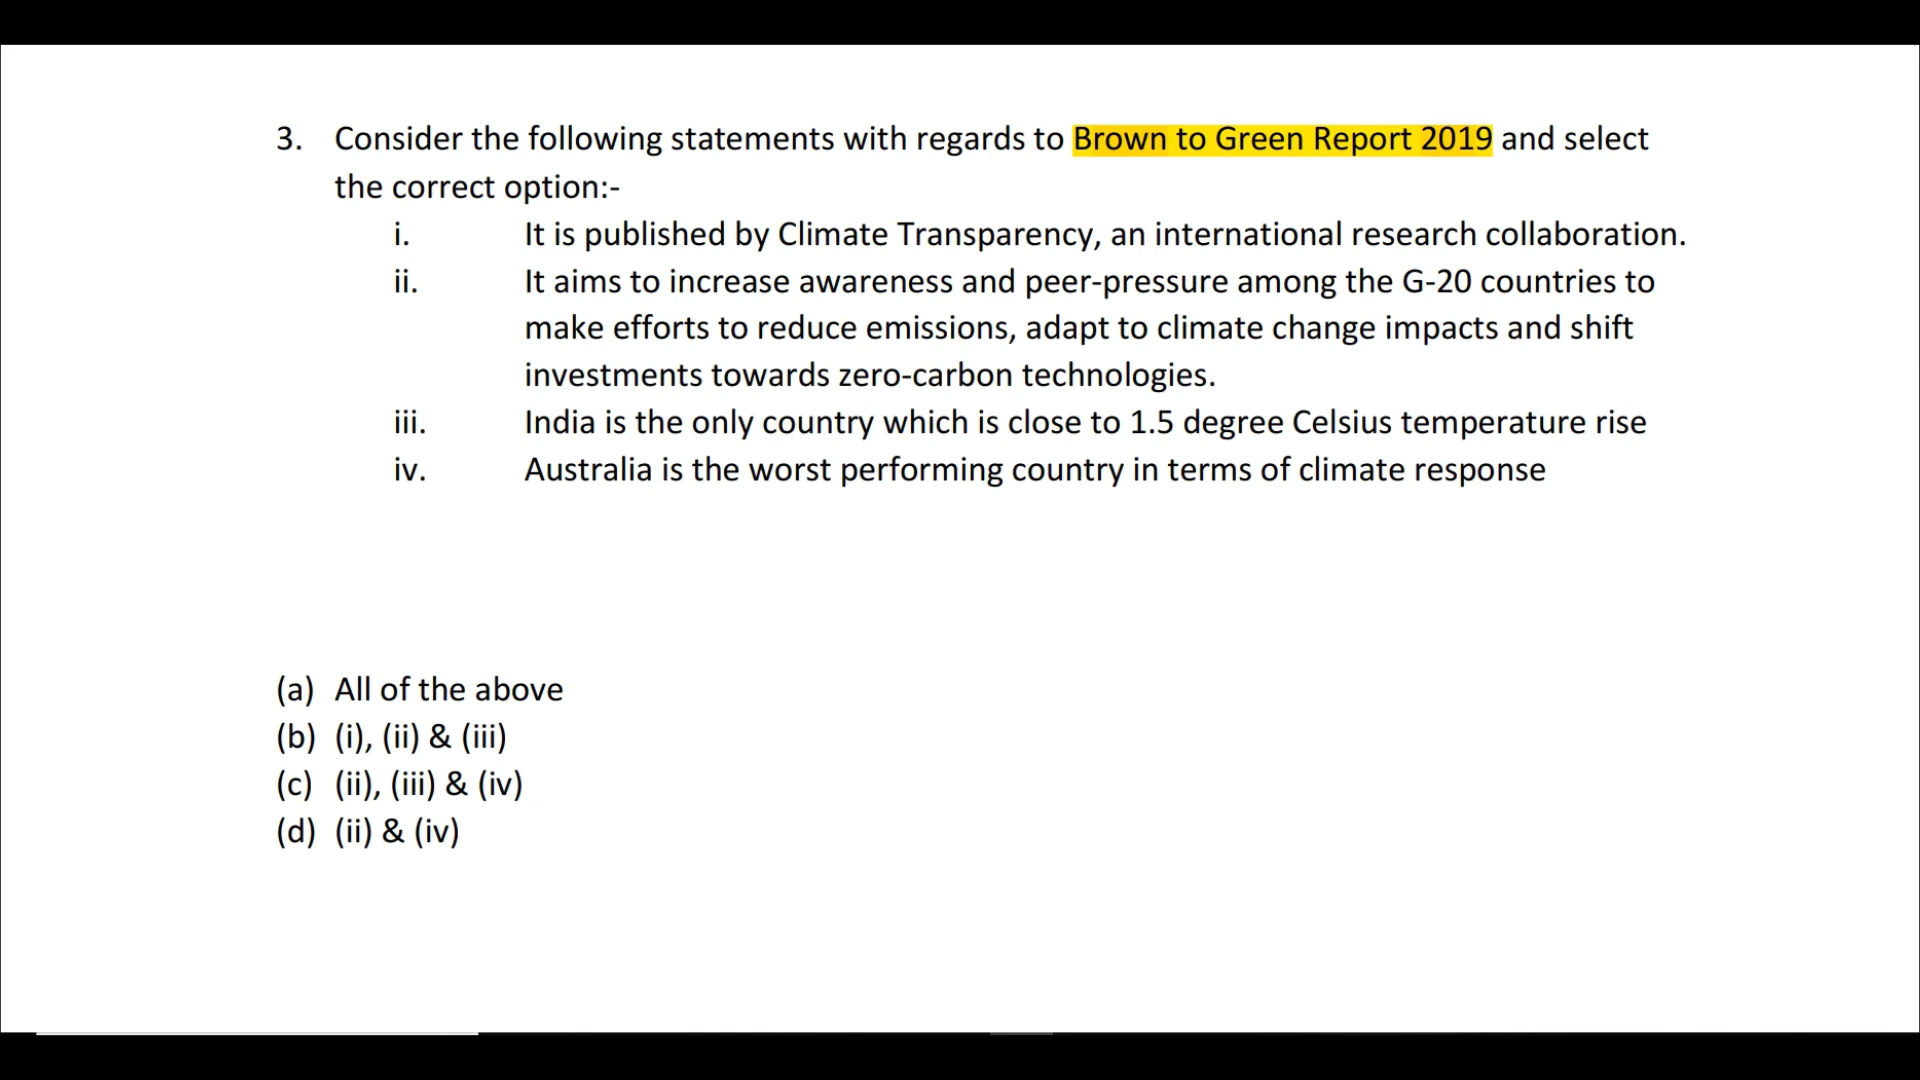 3. Consider the following statements with regards to Brown to Green Report 2019 and select
the correct option:-
i. It is published by Climate Transparency, an international research collaboration.
ii. It aims to increase awareness and peer-pressure among the G-20 countries to
make efforts to reduce emissions, adapt to climate change impacts and shift
investments towards zero-carbon technologies.
iii. India is the only country which is close to 1.5 degree Celsius temperature rise
iv. Australia is the worst performing country in terms of climate response
(a) All of the above
(b) (i), (ii) & (iii)
(c) (ii), (iii) & (iv)
(d) (ii) & (iv)